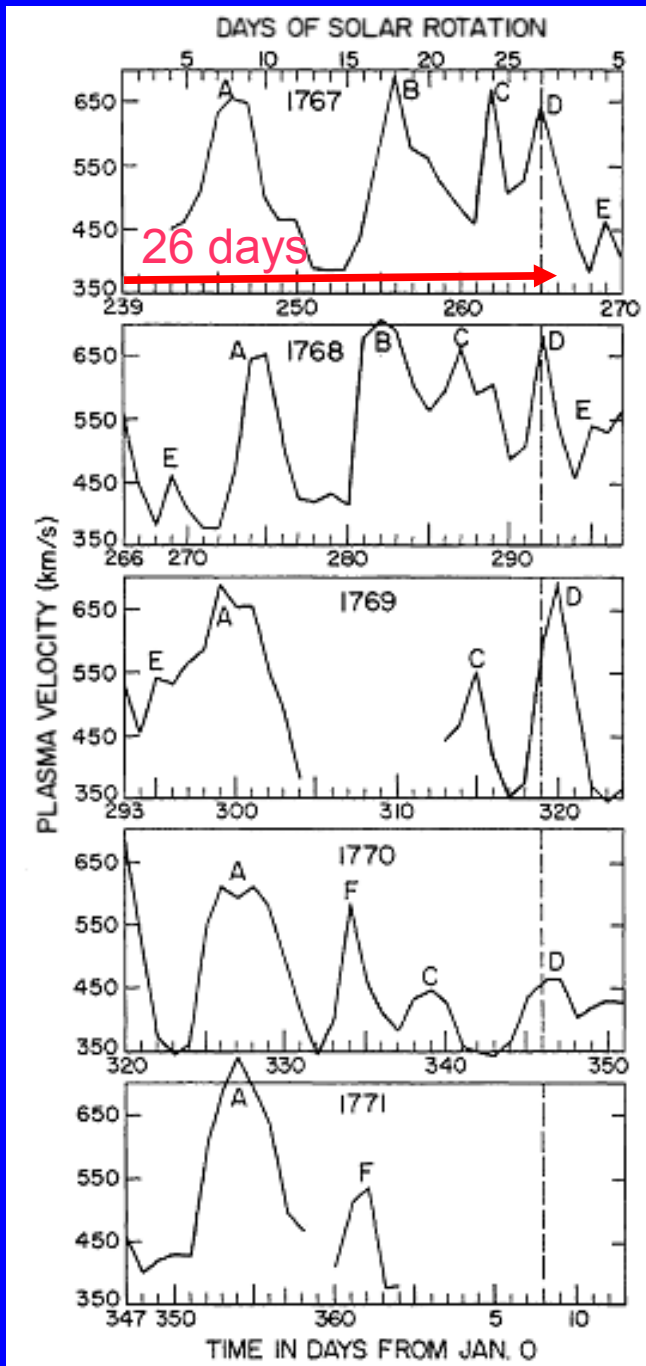 DAYS OF SOLAR ROTATION
5 10 15 20 25 5
A 1767 B C D E
650
550
450
350
26 days
239 250 260 270
A 1768 B C D E E
650
550
450
350
266 270 280 290
PLASMA VELOCITY (km/s)
1769 D
E A C
650
550
450
350
293 300 310 320
1770
A F C D
650
550
450
350
320 330 340 350
A 1771
F
650
550
450
350
347 350 360 5 10
TIME IN DAYS FROM JAN. 0